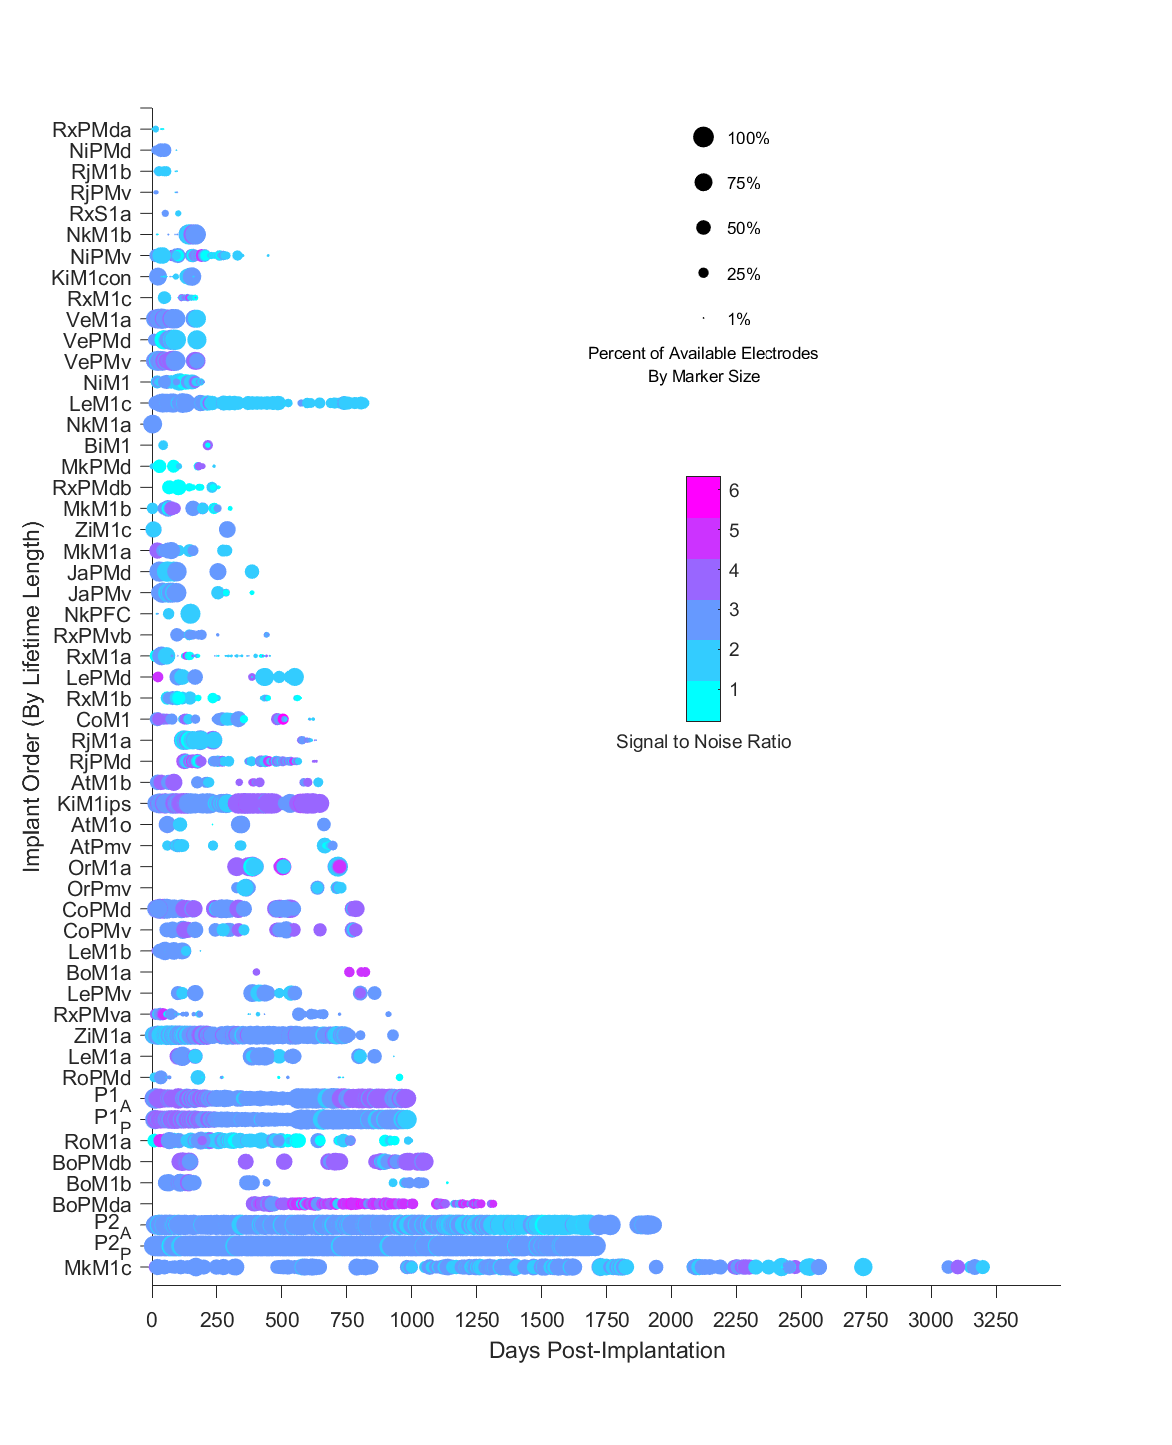 RxPMda
NiPMd
RjM1b
RjPMv
RxS1a
NkM1b
NiPMv
KiM1con
RxM1c
VeM1a
VePMd
VePMv
NiM1
LeM1c
NkM1a
BiM1
MkPMd
RxPMdb
MkM1b
ZiM1c
MkM1a
JaPMd
JaPMv
NkPFC
RxPMvb
RxM1a
LePMd
RxM1b
CoM1
RjM1a
RjPMd
AtM1b
KiM1ips
AtM1o
AtPmv
OrM1a
OrPmv
CoPMd
CoPMv
LeM1b
BoM1a
LePMv
RxPMva
ZiM1a
LeM1a
RoPMd
P1A
P1P
RoM1a
BoPMdb
BoM1b
BoPMda
P2A
P2P
MkM1c
Implant Order (By Lifetime Length)
0 250 500 750 1000 1250 1500 1750 2000 2250 2500 2750 3000 3250
Days Post-Implantation
100%
75%
50%
25%
1%
Percent of Available Electrodes
By Marker Size
6
5
4
3
2
1
Signal to Noise Ratio